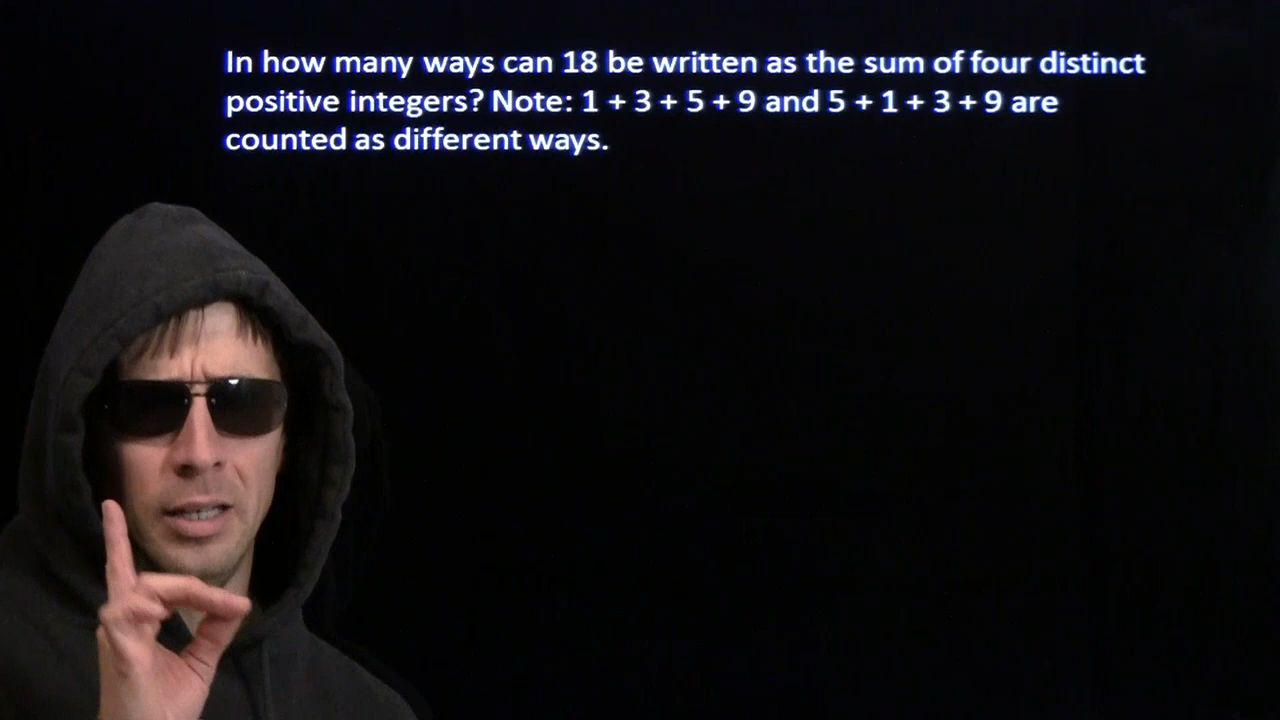 In how many ways can 18 be written as the sum of four distinct
positive integers? Note: 1 + 3 + 5 + 9 and 5 + 1 + 3 + 9 are
counted as different ways.